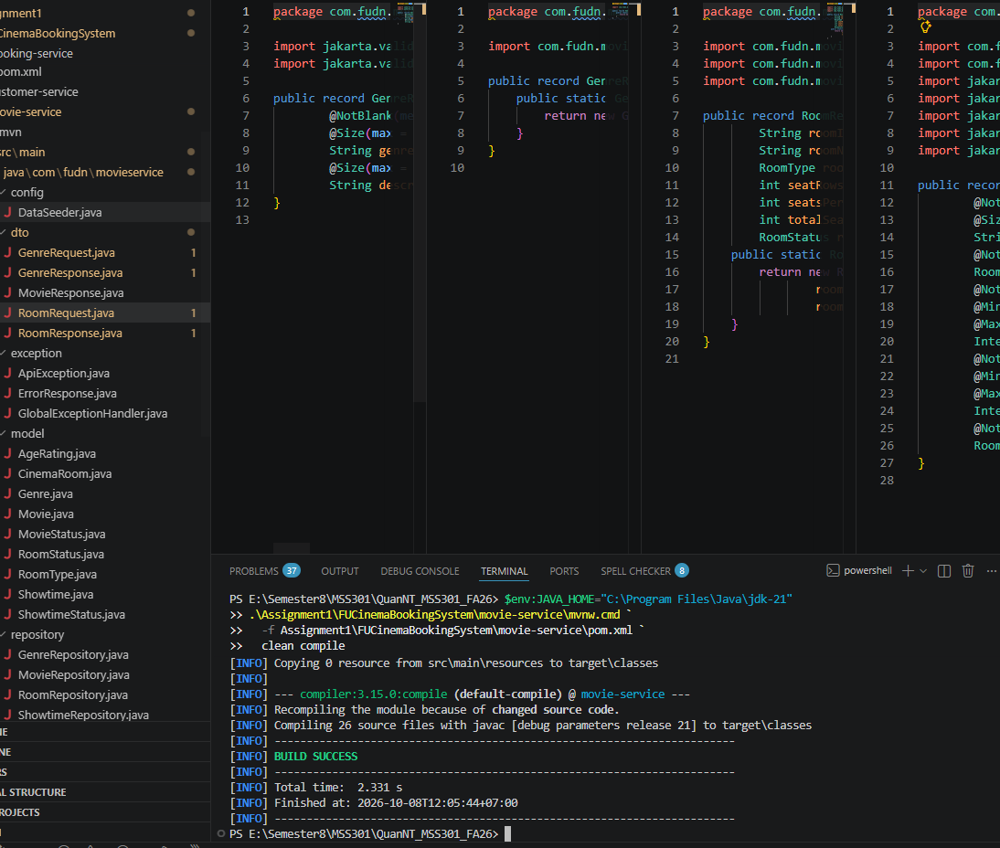 gnment1
CinemaBookingSystem
ooking-service
pom.xml
ustomer-service
ovie-service
mvn
src\main
java\com\fudn\movieservice
config
DataSeeder.java
dto
GenreRequest.java 1
GenreResponse.java 1
MovieResponse.java
RoomRequest.java 1
RoomResponse.java 1
exception
ApiException.java
ErrorResponse.java
GlobalExceptionHandler.java
model
AgeRating.java
CinemaRoom.java
Genre.java
Movie.java
MovieStatus.java
RoomStatus.java
RoomType.java
Showtime.java
ShowtimeStatus.java
repository
GenreRepository.java
MovieRepository.java
RoomRepository.java
ShowtimeRepository.java
NE
RS
L STRUCTURE
ROJECTS
1 package com.fudn.
2
3 import jakarta.valid
4 import jakarta.valid
5
6 public record GenreR
7 @NotBlank(me
8 @Size(max =
9 String genre
10 @Size(max =
11 String descr
12 }
13
1 package com.fudn.
2
3 import com.fudn.movi
4
5 public record GenreR
6 public static Ge
7 return new G
8 }
9 }
10
1 package com.fudn.
2
3 import com.fudn.movi
4 import com.fudn.movi
5 import com.fudn.movi
6
7 public record RoomRe
8 String roomI
9 String roomN
10 RoomType room
11 int seatRows
12 int seatsPer
13 int totalSea
14 RoomStatus r
15 public static Ro
16 return new R
17 room
18 room
19 }
20 }
21
1 package com.
2
3 import com.f
4 import com.f
5 import jakar
6 import jakar
7 import jakar
8 import jakar
9 import jakar
10
11 public recor
12 @Not
13 @Siz
14 Stri
15 @Not
16 Room
17 @Not
18 @Min
19 @Max
20 Inte
21 @Not
22 @Min
23 @Max
24 Inte
25 @Not
26 Room
27 }
28
PROBLEMS 37 OUTPUT DEBUG CONSOLE TERMINAL PORTS SPELL CHECKER 8 powershell
PS E:\Semester8\MSS301\QuanNT_MSS301_FA26> $env:JAVA_HOME="C:\Program Files\Java\jdk-21"
>> .\Assignment1\FUCinemaBookingSystem\movie-service\mvnw.cmd `
>> -f Assignment1\FUCinemaBookingSystem\movie-service\pom.xml `
>> clean compile
[INFO] Copying 0 resource from src\main\resources to target\classes
[INFO]
[INFO] --- compiler:3.15.0:compile (default-compile) @ movie-service ---
[INFO] Recompiling the module because of changed source code.
[INFO] Compiling 26 source files with javac [debug parameters release 21] to target\classes
[INFO] ------------------------------------------------------------------------
[INFO] BUILD SUCCESS
[INFO] ------------------------------------------------------------------------
[INFO] Total time: 2.331 s
[INFO] Finished at: 2026-10-08T12:05:44+07:00
[INFO] ------------------------------------------------------------------------
PS E:\Semester8\MSS301\QuanNT_MSS301_FA26>